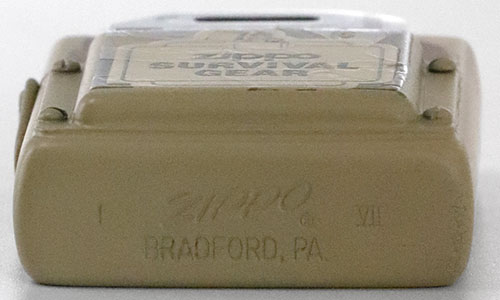 ZIPPO
SURVIVAL
GEAR
I ZIPPO ® VII
BRADFORD, PA.